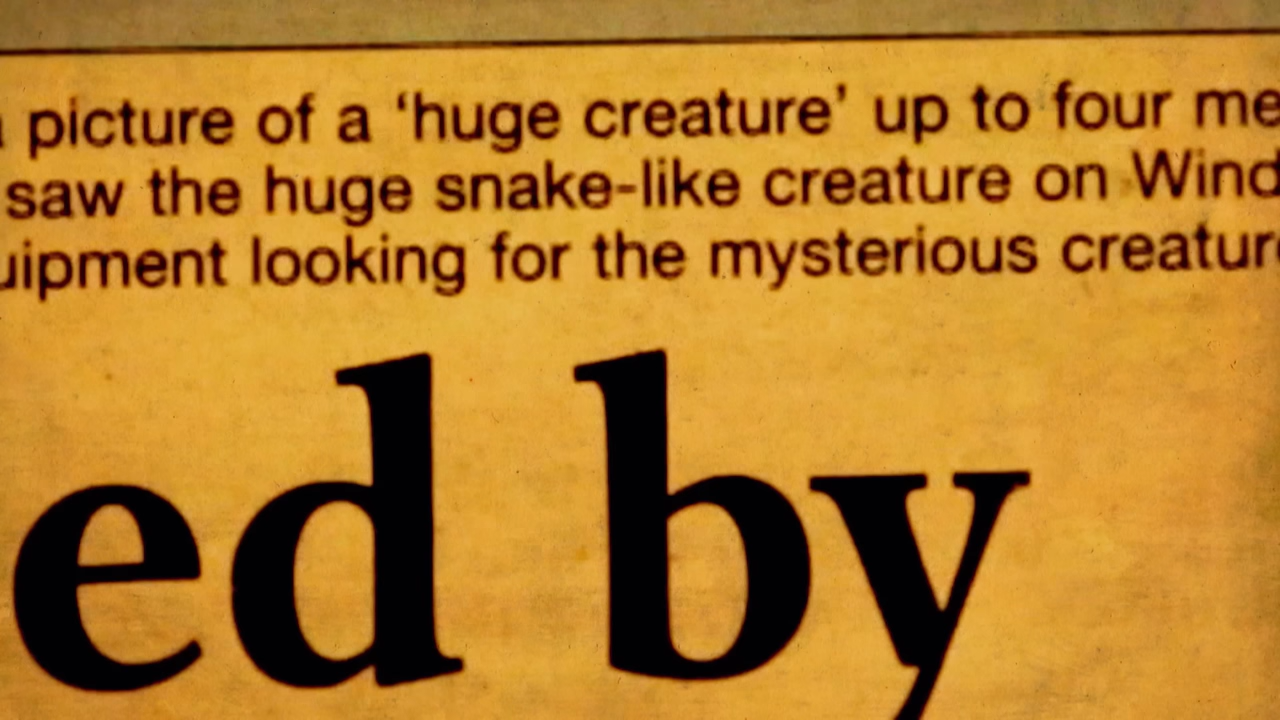 picture of a ‘huge creature’ up to four me
saw the huge snake-like creature on Wind
uipment looking for the mysterious creatur
ed by